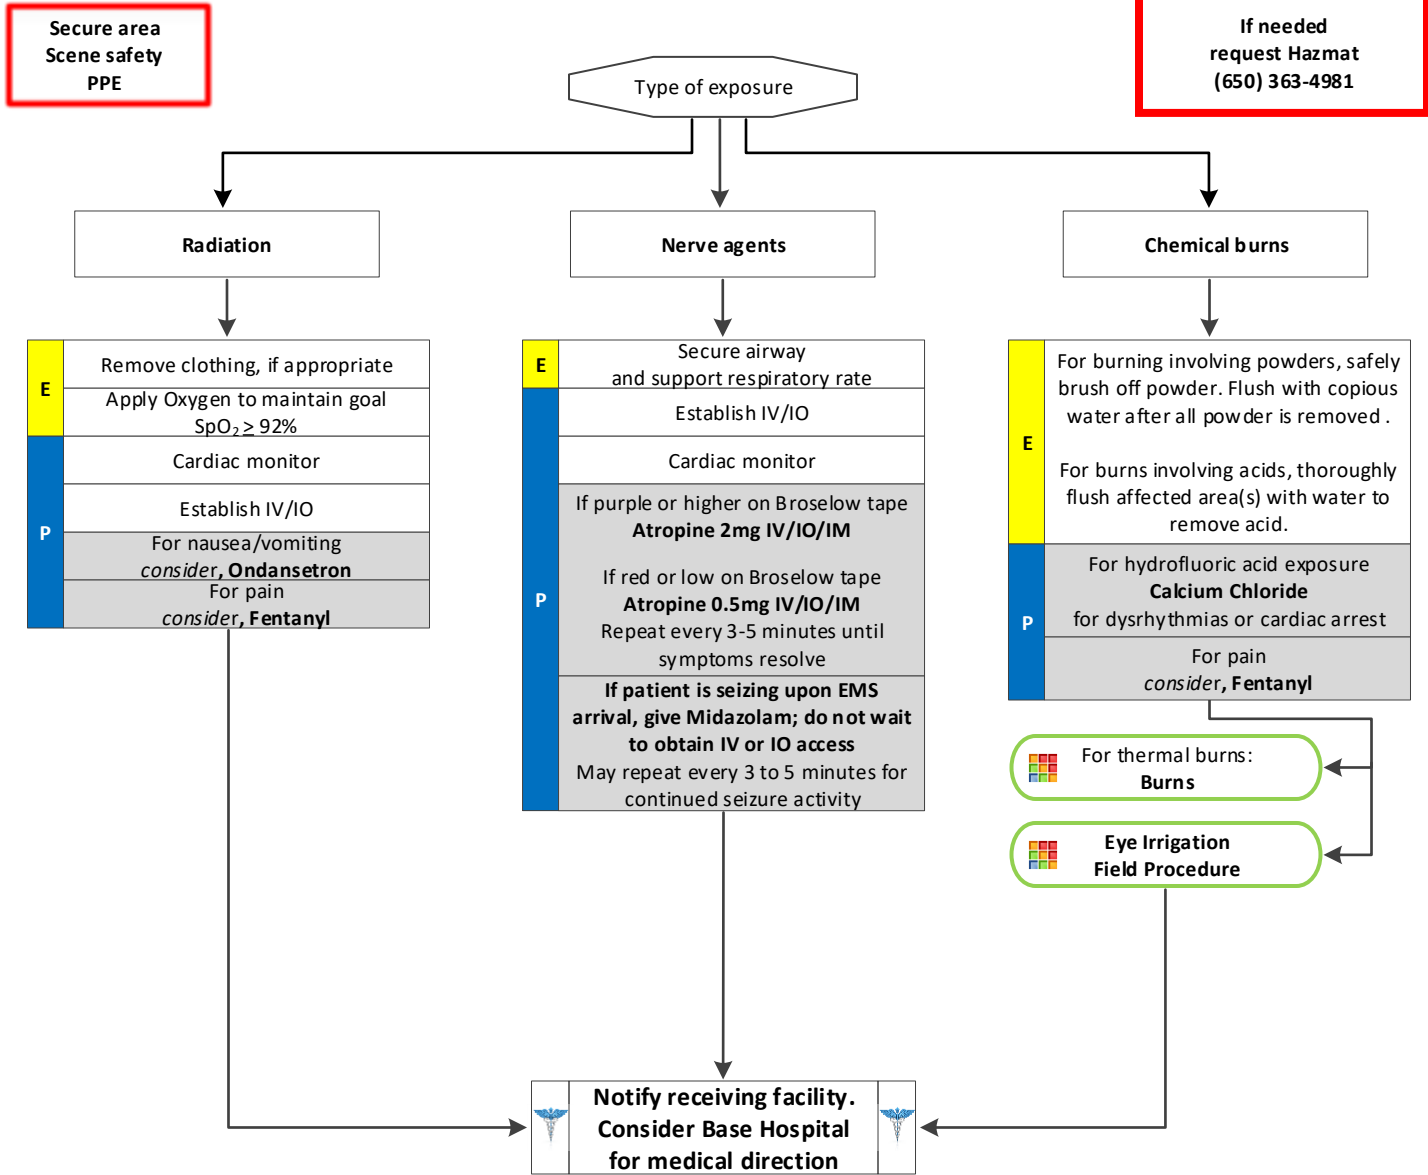 Secure area
Scene safety
PPE
If needed
request Hazmat
(650) 363-4981
Type of exposure
Radiation
Nerve agents
Chemical burns
E
Remove clothing, if appropriate
Apply Oxygen to maintain goal
SpO2 ≥ 92%
P
Cardiac monitor
Establish IV/IO
For nausea/vomiting
consider, Ondansetron
For pain
consider, Fentanyl
E
Secure airway
and support respiratory rate
P
Establish IV/IO
Cardiac monitor
If purple or higher on Broselow tape
Atropine 2mg IV/IO/IM
If red or low on Broselow tape
Atropine 0.5mg IV/IO/IM
Repeat every 3-5 minutes until
symptoms resolve
If patient is seizing upon EMS
arrival, give Midazolam; do not wait
to obtain IV or IO access
May repeat every 3 to 5 minutes for
continued seizure activity
E
For burning involving powders, safely
brush off powder. Flush with copious
water after all powder is removed .
For burns involving acids, thoroughly
flush affected area(s) with water to
remove acid.
P
For hydrofluoric acid exposure
Calcium Chloride
for dysrhythmias or cardiac arrest
For pain
consider, Fentanyl
For thermal burns:
Burns
Eye Irrigation
Field Procedure
Notify receiving facility.
Consider Base Hospital
for medical direction